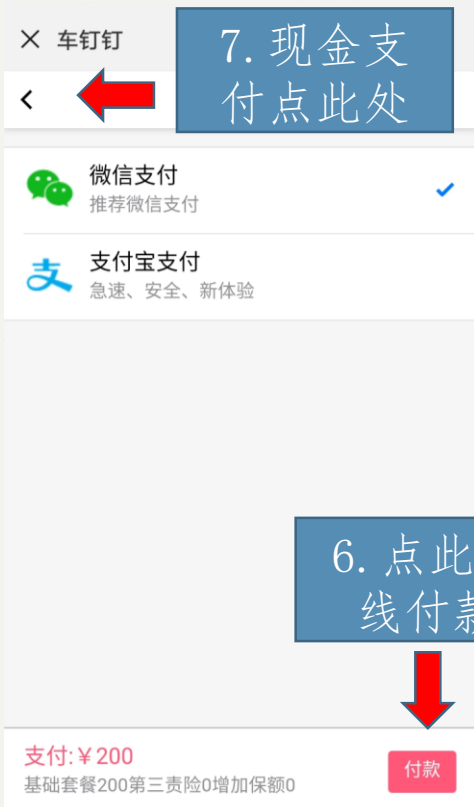 车钉钉
7.现金支
付点此处
微信支付
推荐微信支付
支付宝支付
急速、安全、新体验
6.点此
线付款
支付:￥200
基础套餐200第三责险0增加保额0
付款